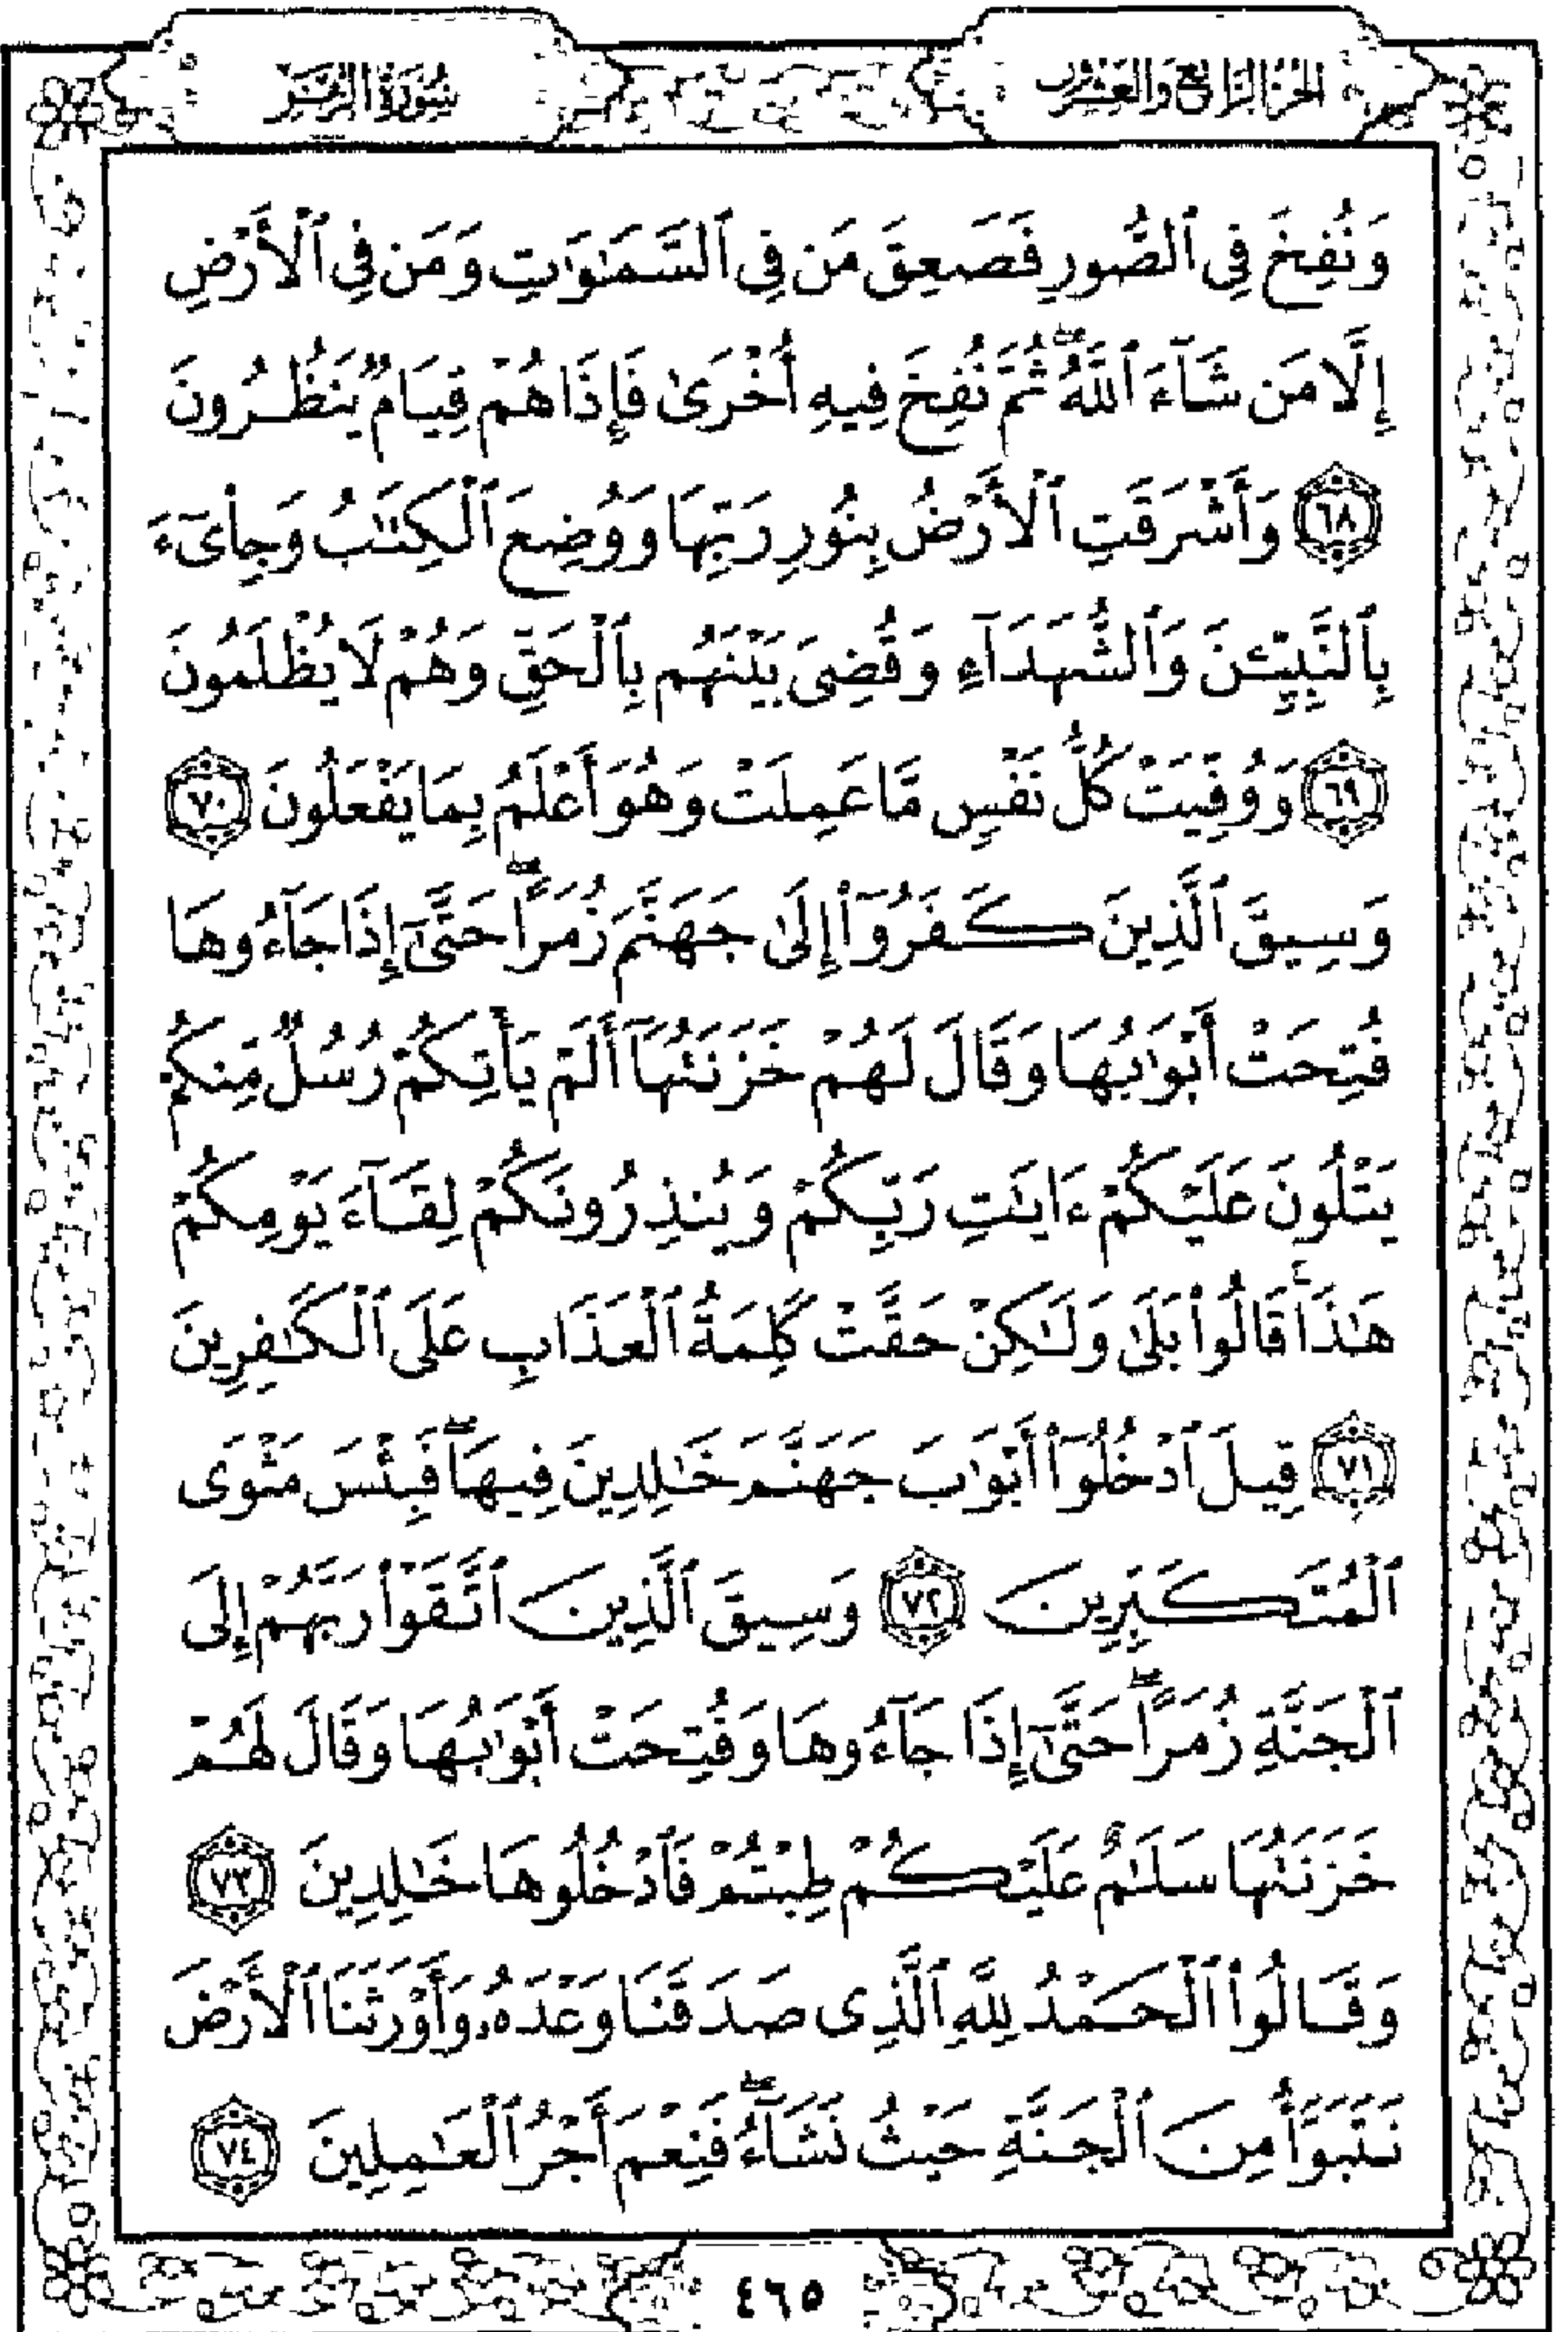 الجزء الرابع والعشرون
سورة الزمر
وَنُفِخَ فِي ٱلصُّورِ فَصَعِقَ مَن فِي ٱلسَّمَٰوَٰتِ وَمَن فِي ٱلْأَرْضِ
إِلَّا مَن شَآءَ ٱللَّهُۖ ثُمَّ نُفِخَ فِيهِ أُخْرَىٰ فَإِذَا هُمْ قِيَامٌ يَنظُرُونَ
٦٨ وَأَشْرَقَتِ ٱلْأَرْضُ بِنُورِ رَبِّهَا وَوُضِعَ ٱلْكِتَٰبُ وَجِا۟ىٓءَ
بِٱلنَّبِيِّـۧنَ وَٱلشُّهَدَآءِ وَقُضِىَ بَيْنَهُم بِٱلْحَقِّ وَهُمْ لَا يُظْلَمُونَ
٦٩ وَوُفِّيَتْ كُلُّ نَفْسٍ مَّا عَمِلَتْ وَهُوَ أَعْلَمُ بِمَا يَفْعَلُونَ ٧٠
وَسِيقَ ٱلَّذِينَ كَفَرُوٓا۟ إِلَىٰ جَهَنَّمَ زُمَرًاۖ حَتَّىٰٓ إِذَا جَآءُوهَا
فُتِحَتْ أَبْوَٰبُهَا وَقَالَ لَهُمْ خَزَنَتُهَآ أَلَمْ يَأْتِكُمْ رُسُلٌ مِّنكُمْ
يَتْلُونَ عَلَيْكُمْ ءَايَٰتِ رَبِّكُمْ وَيُنذِرُونَكُمْ لِقَآءَ يَوْمِكُمْ
هَٰذَاۚ قَالُوا۟ بَلَىٰ وَلَٰكِنْ حَقَّتْ كَلِمَةُ ٱلْعَذَابِ عَلَى ٱلْكَٰفِرِينَ
٧١ قِيلَ ٱدْخُلُوٓا۟ أَبْوَٰبَ جَهَنَّمَ خَٰلِدِينَ فِيهَاۖ فَبِئْسَ مَثْوَى
ٱلْمُتَكَبِّرِينَ ٧٢ وَسِيقَ ٱلَّذِينَ ٱتَّقَوْا۟ رَبَّهُمْ إِلَى
ٱلْجَنَّةِ زُمَرًاۖ حَتَّىٰٓ إِذَا جَآءُوهَا وَفُتِحَتْ أَبْوَٰبُهَا وَقَالَ لَهُمْ
خَزَنَتُهَا سَلَٰمٌ عَلَيْكُمْ طِبْتُمْ فَٱدْخُلُوهَا خَٰلِدِينَ ٧٣
وَقَالُوا۟ ٱلْحَمْدُ لِلَّهِ ٱلَّذِى صَدَقَنَا وَعْدَهُۥ وَأَوْرَثَنَا ٱلْأَرْضَ
نَتَبَوَّأُ مِنَ ٱلْجَنَّةِ حَيْثُ نَشَآءُۖ فَنِعْمَ أَجْرُ ٱلْعَٰمِلِينَ ٧٤
٤٦٥